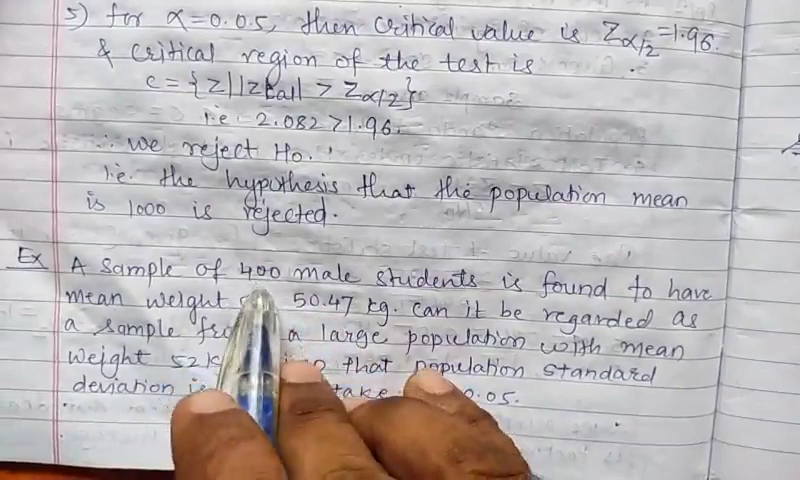 5) for α=0.05, then critical value is Zα/2=1.96.
& critical region of the test is
C = {Z||Zcal| > Zα/2}
i.e. 2.082>1.96.
∴ we reject Ho.
i.e. the hypothesis that the population mean
is 1000 is rejected.
Ex A sample of 400 male students is found to have
mean weight 50.47 kg. can it be regarded as
a sample a large population with mean
weight that population standard
deviation is take 0.05.